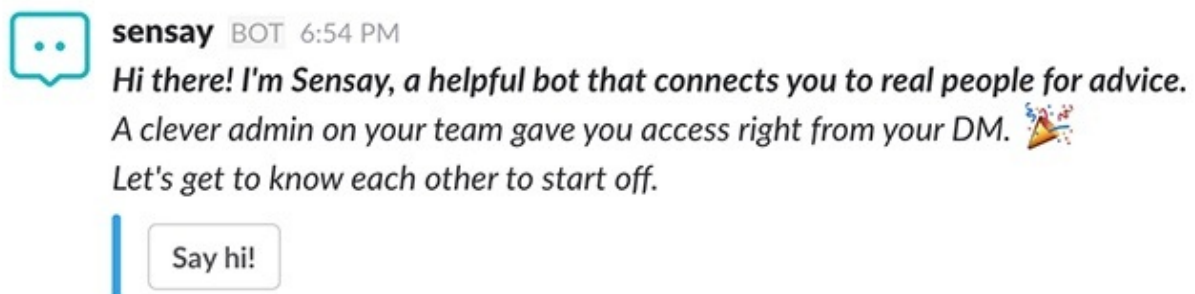 sensay BOT 6:54 PM
Hi there! I'm Sensay, a helpful bot that connects you to real people for advice.
A clever admin on your team gave you access right from your DM. 🎉
Let's get to know each other to start off.
Say hi!